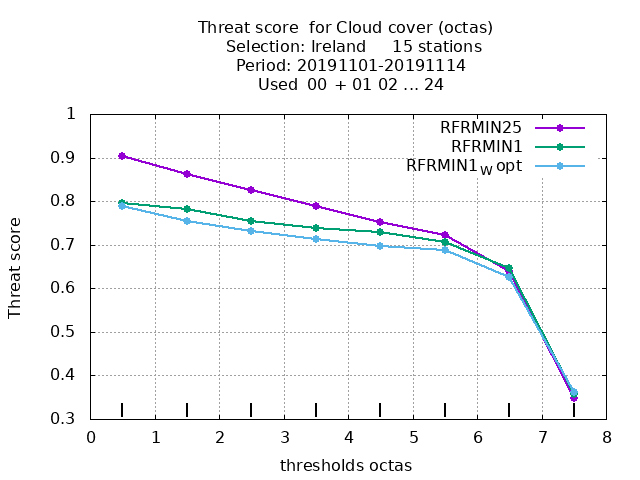 Threat score  for Cloud cover (octas)
Selection: Ireland     15 stations
Period: 20191101-20191114
Used  00  + 01 02 ... 24
RFRMIN25
RFRMIN1
RFRMIN1W opt
1
0.9
0.8
0.7
0.6
0.5
0.4
0.3
Threat score
0 1 2 3 4 5 6 7 8
thresholds octas